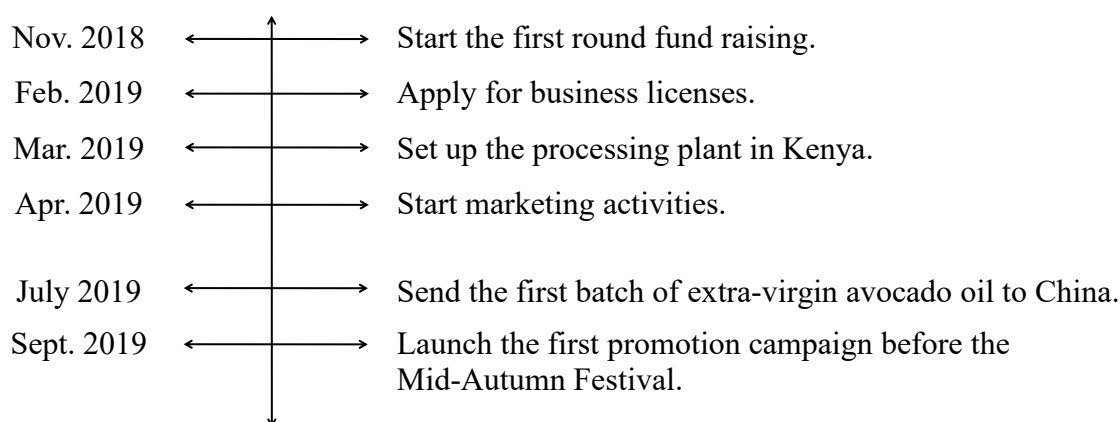 Nov. 2018 Start the first round fund raising.
Feb. 2019 Apply for business licenses.
Mar. 2019 Set up the processing plant in Kenya.
Apr. 2019 Start marketing activities.
July 2019 Send the first batch of extra-virgin avocado oil to China.
Sept. 2019 Launch the first promotion campaign before the
Mid-Autumn Festival.